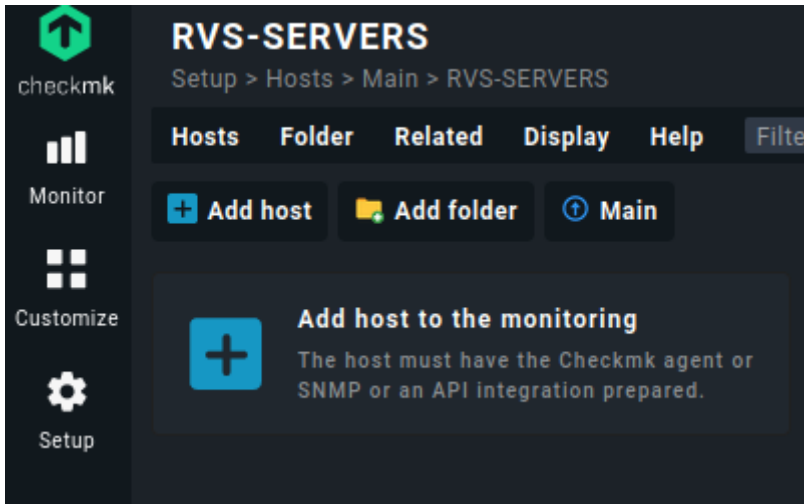 RVS-SERVERS
checkmk
Setup > Hosts > Main > RVS-SERVERS
Hosts Folder Related Display Help Filte
Monitor
Add host Add folder Main
Customize
Add host to the monitoring
The host must have the Checkmk agent or
SNMP or an API integration prepared.
Setup